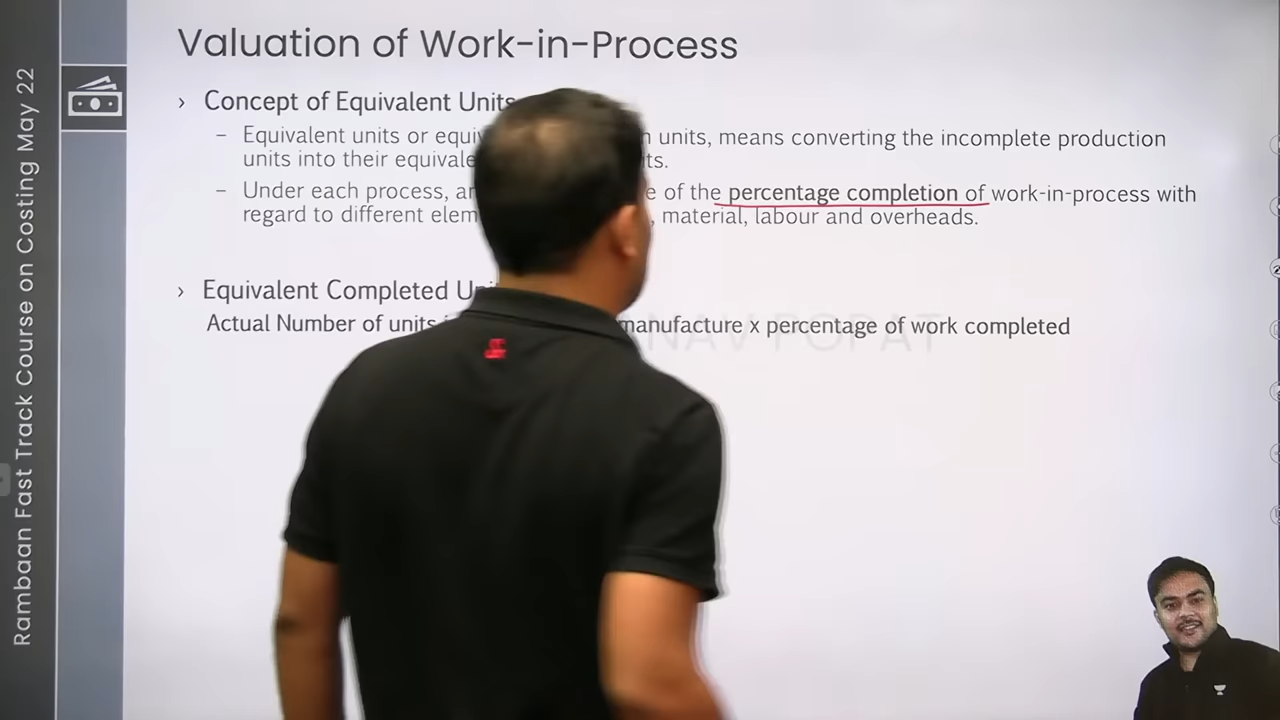 Rambaan Fast Track Course on Costing May 22
Valuation of Work-in-Process
› Concept of Equivalent Units
– Equivalent units or equiv units, means converting the incomplete production
units into their ts.
– Under each process, an e of the percentage completion of work-in-process with
regard to different elem , material, labour and overheads.
› Equivalent Completed
Actual Number of units manufacture x percentage of work completed
NAV POPAT